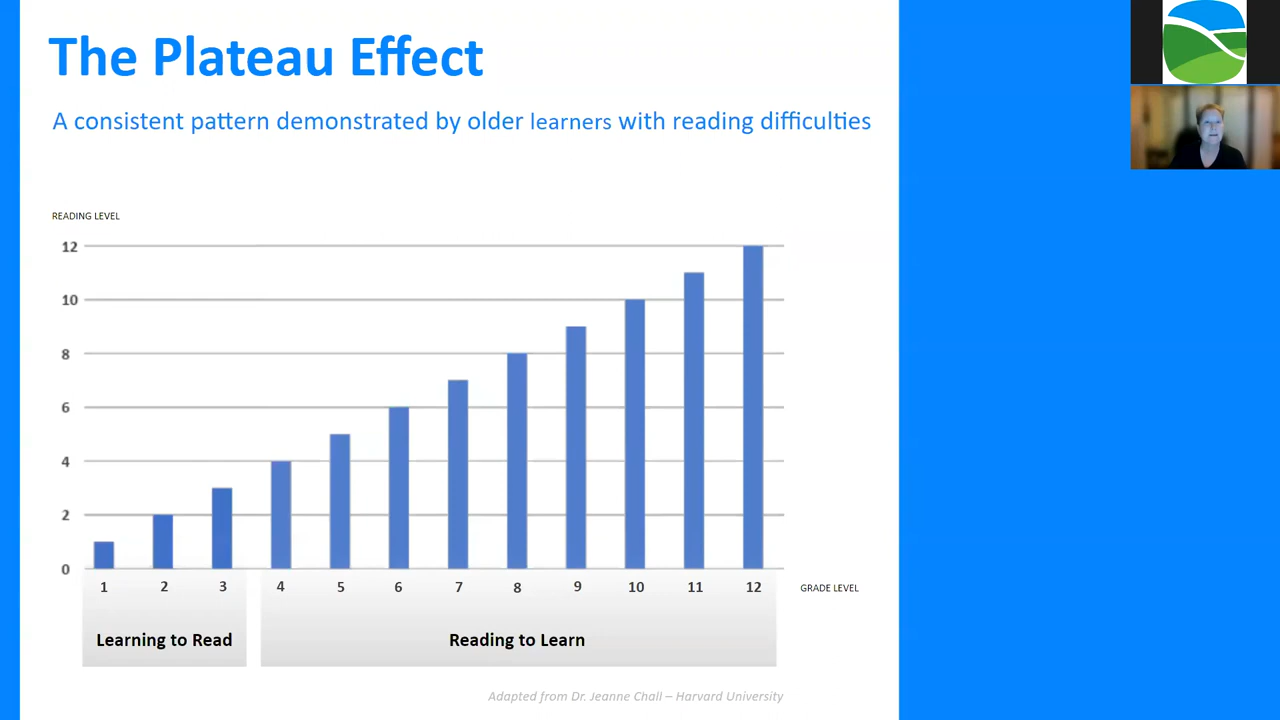 The Plateau Effect
A consistent pattern demonstrated by older learners with reading difficulties
READING LEVEL
12
10
8
6
4
2
0
1 2 3 4 5 6 7 8 9 10 11 12 GRADE LEVEL
Learning to Read Reading to Learn
Adapted from Dr. Jeanne Chall – Harvard University